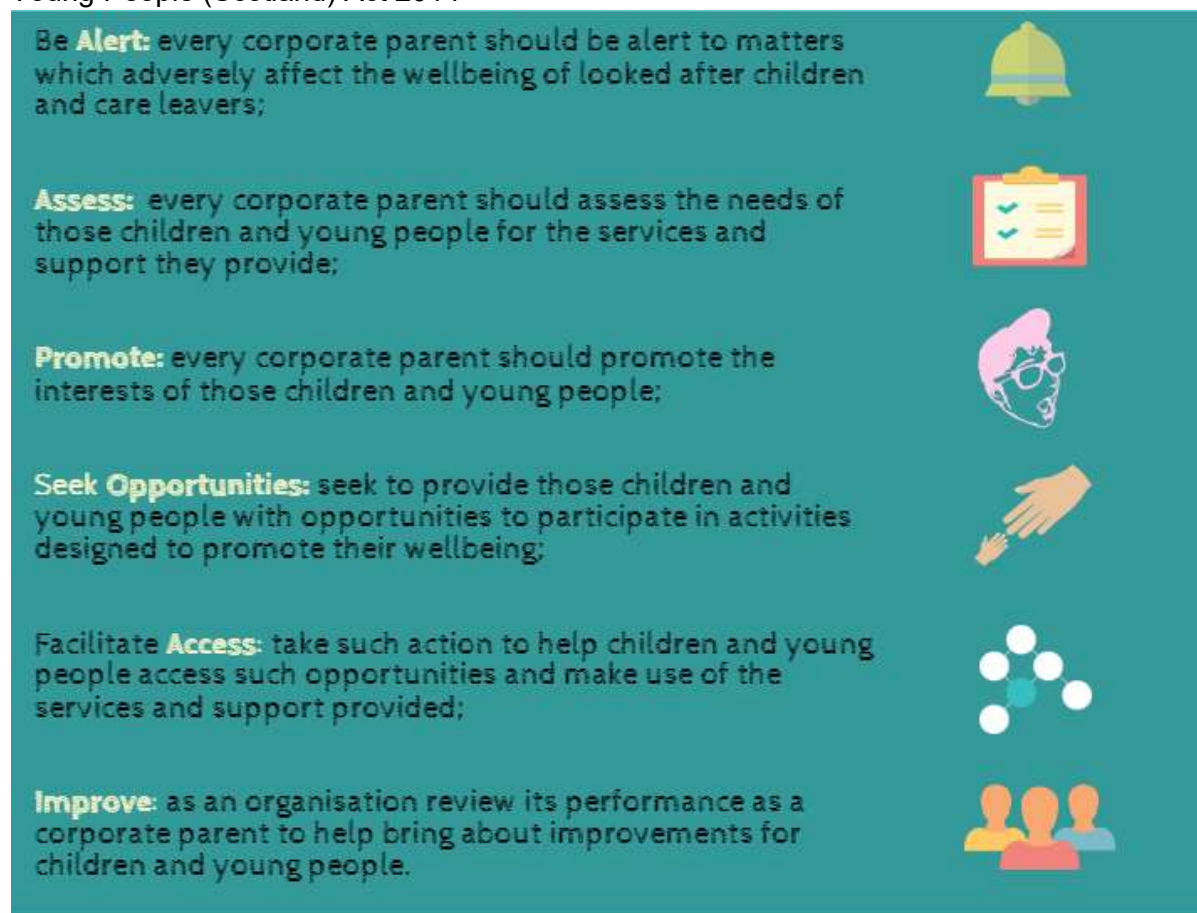 Young People (Scotland) Act 2014
Be Alert: every corporate parent should be alert to matters
which adversely affect the wellbeing of looked after children
and care leavers;
Assess: every corporate parent should assess the needs of
those children and young people for the services and
support they provide;
Promote: every corporate parent should promote the
interests of those children and young people;
Seek Opportunities: seek to provide those children and
young people with opportunities to participate in activities
designed to promote their wellbeing;
Facilitate Access: take such action to help children and young
people access such opportunities and make use of the
services and support provided;
Improve: as an organisation review its performance as a
corporate parent to help bring about improvements for
children and young people.